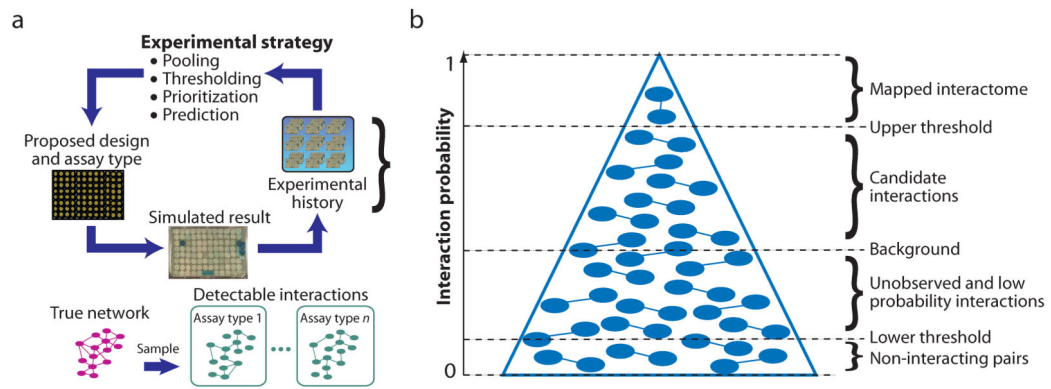 a
Experimental strategy
• Pooling
• Thresholding
• Prioritization
• Prediction
Proposed design
and assay type
Experimental
history
Simulated result
Detectable interactions
True network
Sample
Assay type 1
Assay type n
b
Interaction probability
1
0
Mapped interactome
Upper threshold
Candidate
interactions
Background
Unobserved and low
probability interactions
Lower threshold
Non-interacting pairs